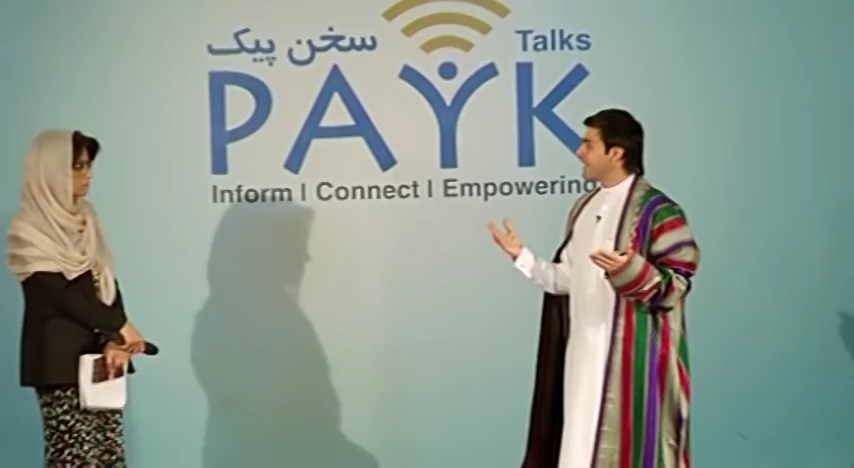 سخن پیک Talks
PAYK
Inform | Connect | Empowering